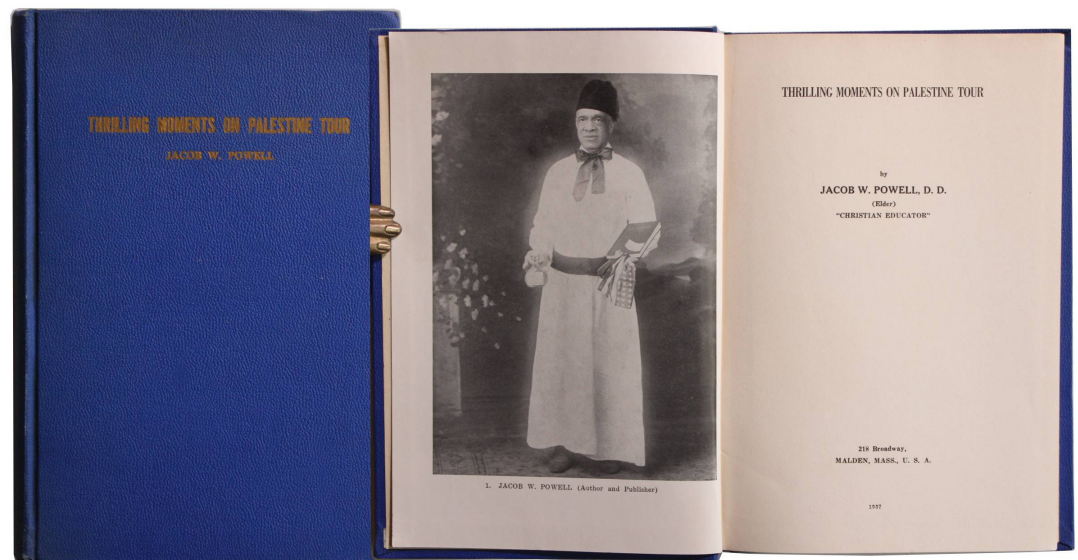 THRILLING MOMENTS ON PALESTINE TOUR
JACOB W. POWELL
1. JACOB W. POWELL (Author and Publisher)
THRILLING MOMENTS ON PALESTINE TOUR
by
JACOB W. POWELL, D. D.
(Elder)
"CHRISTIAN EDUCATOR"
218 Broadway,
MALDEN, MASS., U. S. A.
1937